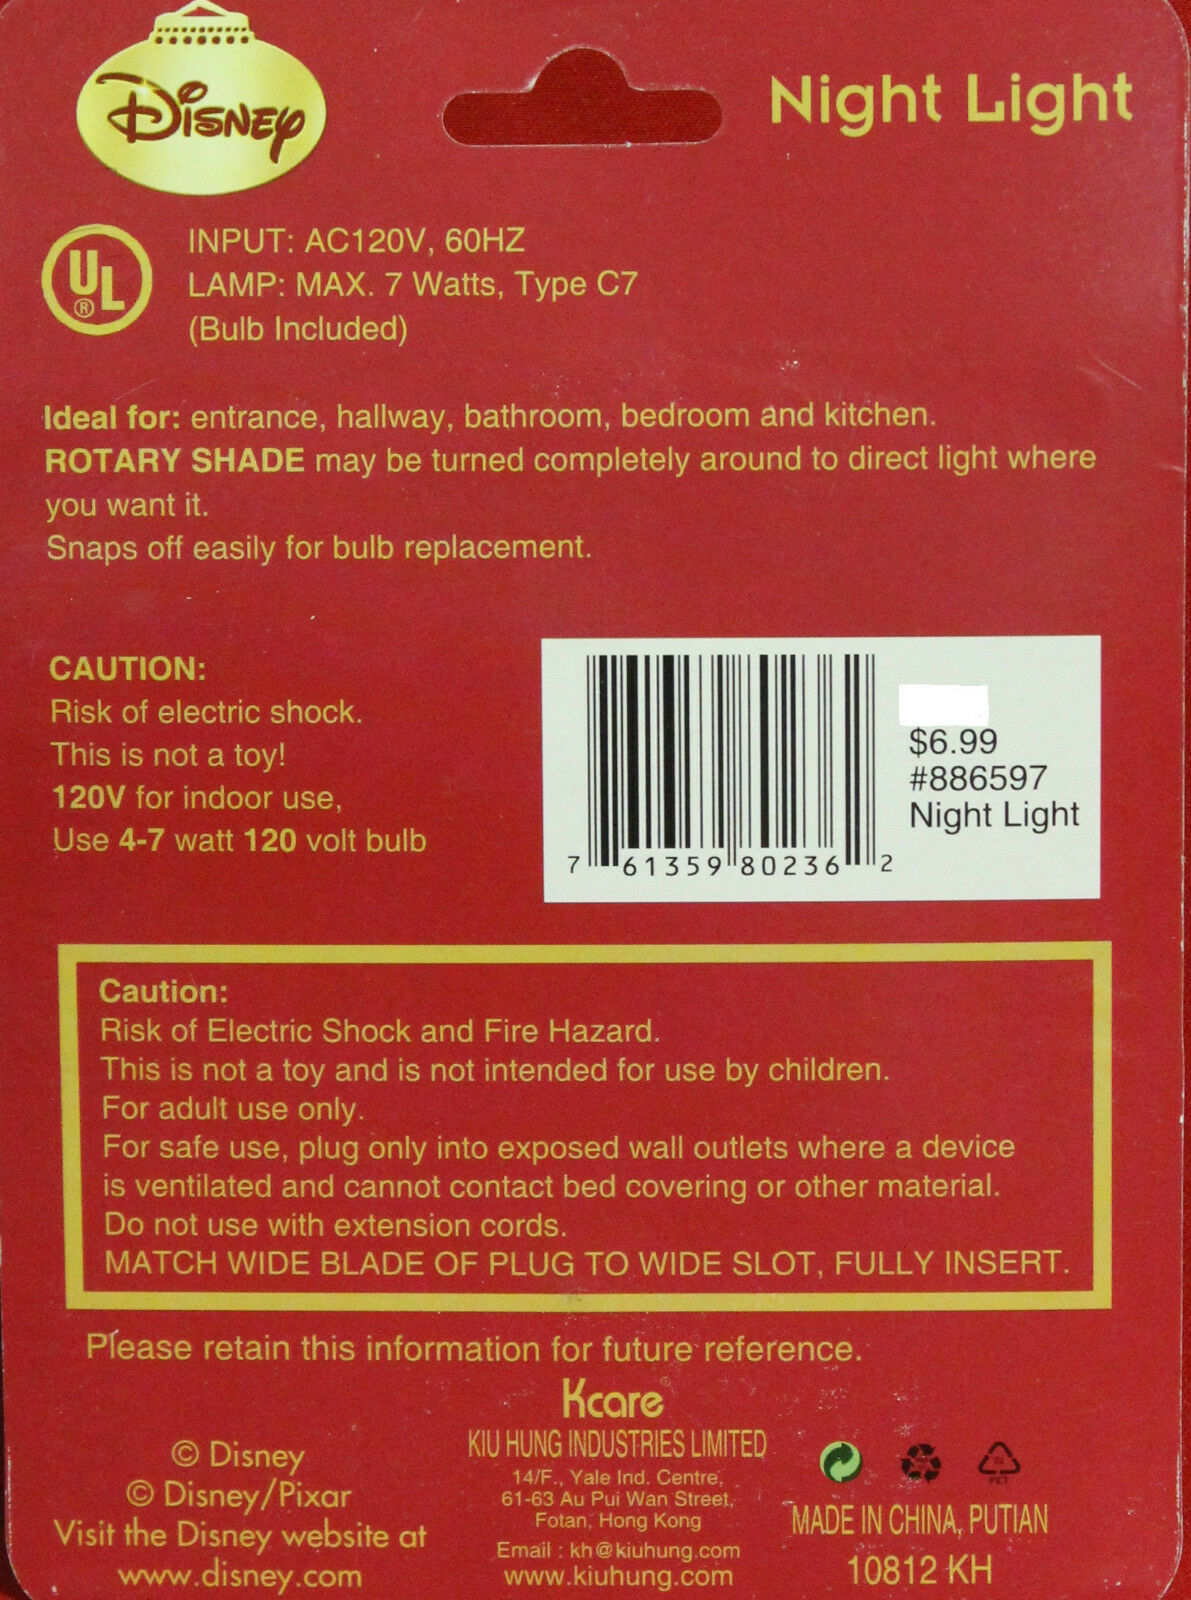 Disney
Night Light
UL
®
INPUT: AC120V, 60HZ
LAMP: MAX. 7 Watts, Type C7
(Bulb Included)
Ideal for: entrance, hallway, bathroom, bedroom and kitchen.
ROTARY SHADE may be turned completely around to direct light where
you want it.
Snaps off easily for bulb replacement.
CAUTION:
Risk of electric shock.
This is not a toy!
120V for indoor use,
Use 4-7 watt 120 volt bulb
$6.99
#886597
Night Light
7 61359 80236 2
Caution:
Risk of Electric Shock and Fire Hazard.
This is not a toy and is not intended for use by children.
For adult use only.
For safe use, plug only into exposed wall outlets where a device
is ventilated and cannot contact bed covering or other material.
Do not use with extension cords.
MATCH WIDE BLADE OF PLUG TO WIDE SLOT, FULLY INSERT.
Please retain this information for future reference.
© Disney
© Disney/Pixar
Visit the Disney website at
www.disney.com
Kcare®
KIU HUNG INDUSTRIES LIMITED
14/F., Yale Ind. Centre,
61-63 Au Pui Wan Street,
Fotan, Hong Kong
Email : kh@kiuhung.com
www.kiuhung.com
PET
MADE IN CHINA, PUTIAN
10812 KH